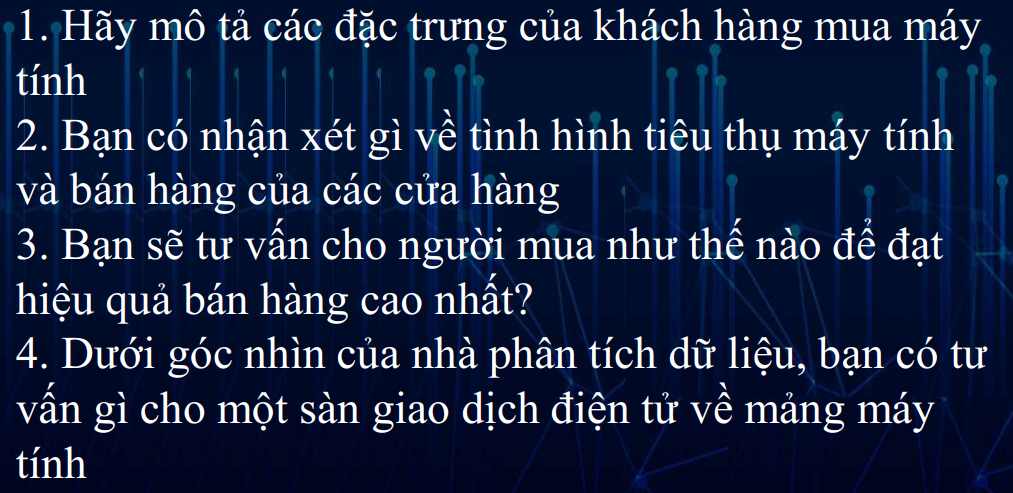 1. Hãy mô tả các đặc trưng của khách hàng mua máy
tính
2. Bạn có nhận xét gì về tình hình tiêu thụ máy tính
và bán hàng của các cửa hàng
3. Bạn sẽ tư vấn cho người mua như thế nào để đạt
hiệu quả bán hàng cao nhất?
4. Dưới góc nhìn của nhà phân tích dữ liệu, bạn có tư
vấn gì cho một sàn giao dịch điện tử về mảng máy
tính